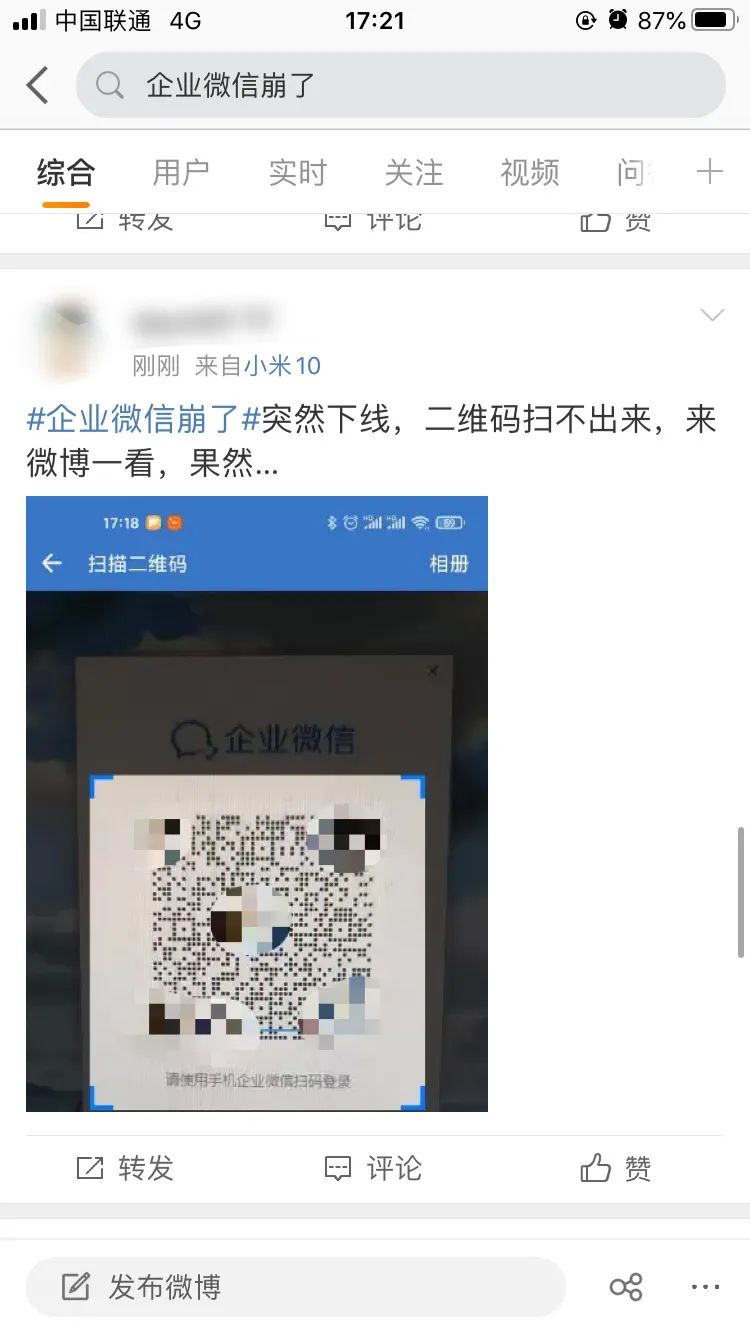 中国联通 4G 17:21 87%
企业微信崩了
综合 用户 实时 关注 视频 问
转发 评论 赞
刚刚 来自小米10
#企业微信崩了#突然下线，二维码扫不出来，来
微博一看，果然...
17:18
扫描二维码 相册
企业微信
请使用手机企业微信扫码登录
转发 评论 赞
发布微博